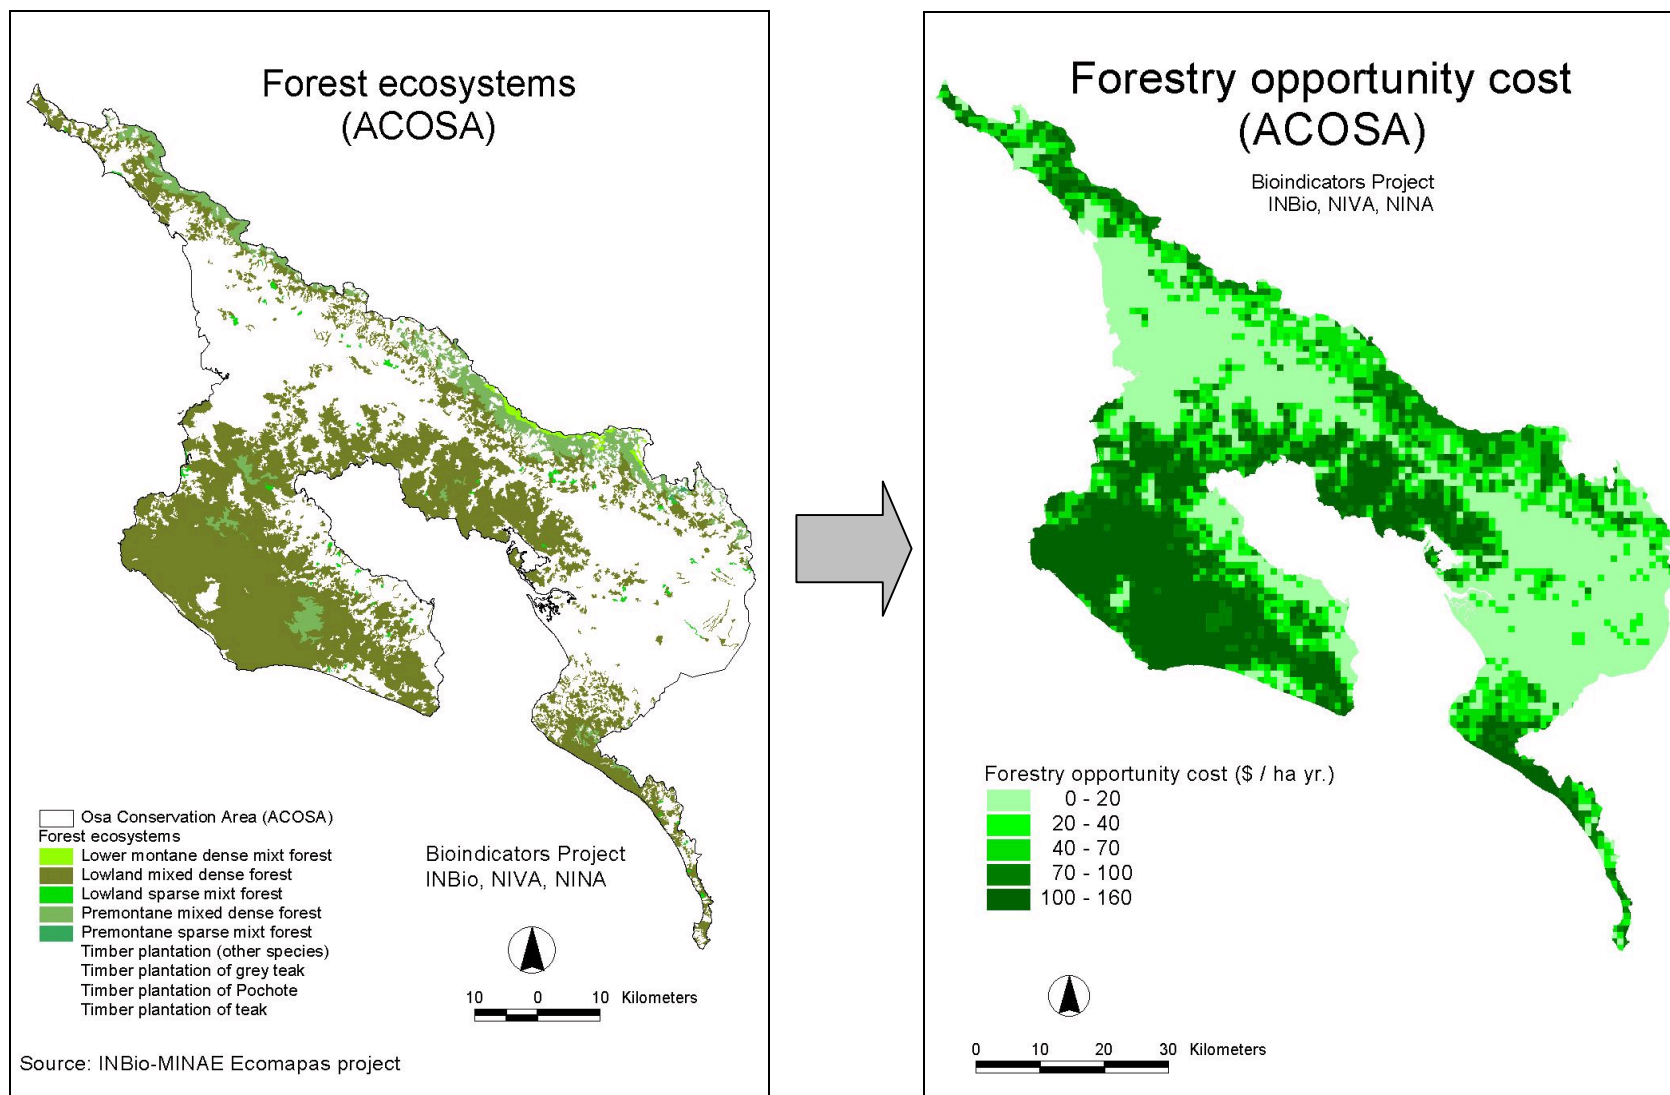 Forest ecosystems
(ACOSA)
Osa Conservation Area (ACOSA)
Forest ecosystems
Lower montane dense mixt forest
Lowland mixed dense forest
Lowland sparse mixt forest
Premontane mixed dense forest
Premontane sparse mixt forest
Timber plantation (other species)
Timber plantation of grey teak
Timber plantation of Pochote
Timber plantation of teak
Bioindicators Project
INBio, NIVA, NINA
10 0 10 Kilometers
Source: INBio-MINAE Ecomapas project
Forestry opportunity cost
(ACOSA)
Bioindicators Project
INBio, NIVA, NINA
Forestry opportunity cost ($ / ha yr.)
0 - 20
20 - 40
40 - 70
70 - 100
100 - 160
0 10 20 30 Kilometers